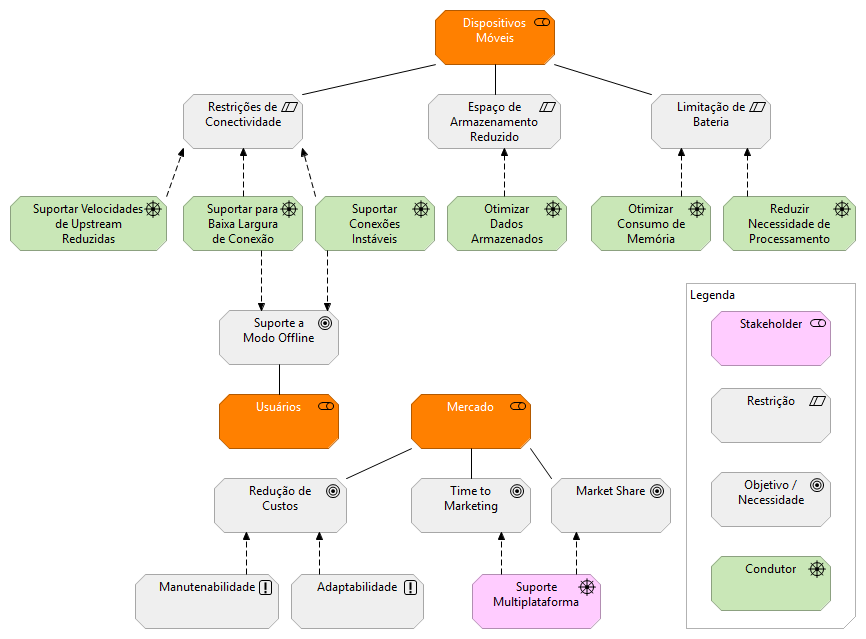 Dispositivos
Móveis
Restrições de
Conectividade
Espaço de
Armazenamento
Reduzido
Limitação de
Bateria
Suportar Velocidades
de Upstream
Reduzidas
Suportar para
Baixa Largura
de Conexão
Suportar
Conexões
Instáveis
Otimizar
Dados
Armazenados
Otimizar
Consumo de
Memória
Reduzir
Necessidade de
Processamento
Suporte a
Modo Offline
Usuários
Mercado
Redução de
Custos
Time to
Marketing
Market Share
Manutenabilidade
Adaptabilidade
Suporte
Multiplataforma
Legenda
Stakeholder
Restrição
Objetivo /
Necessidade
Condutor